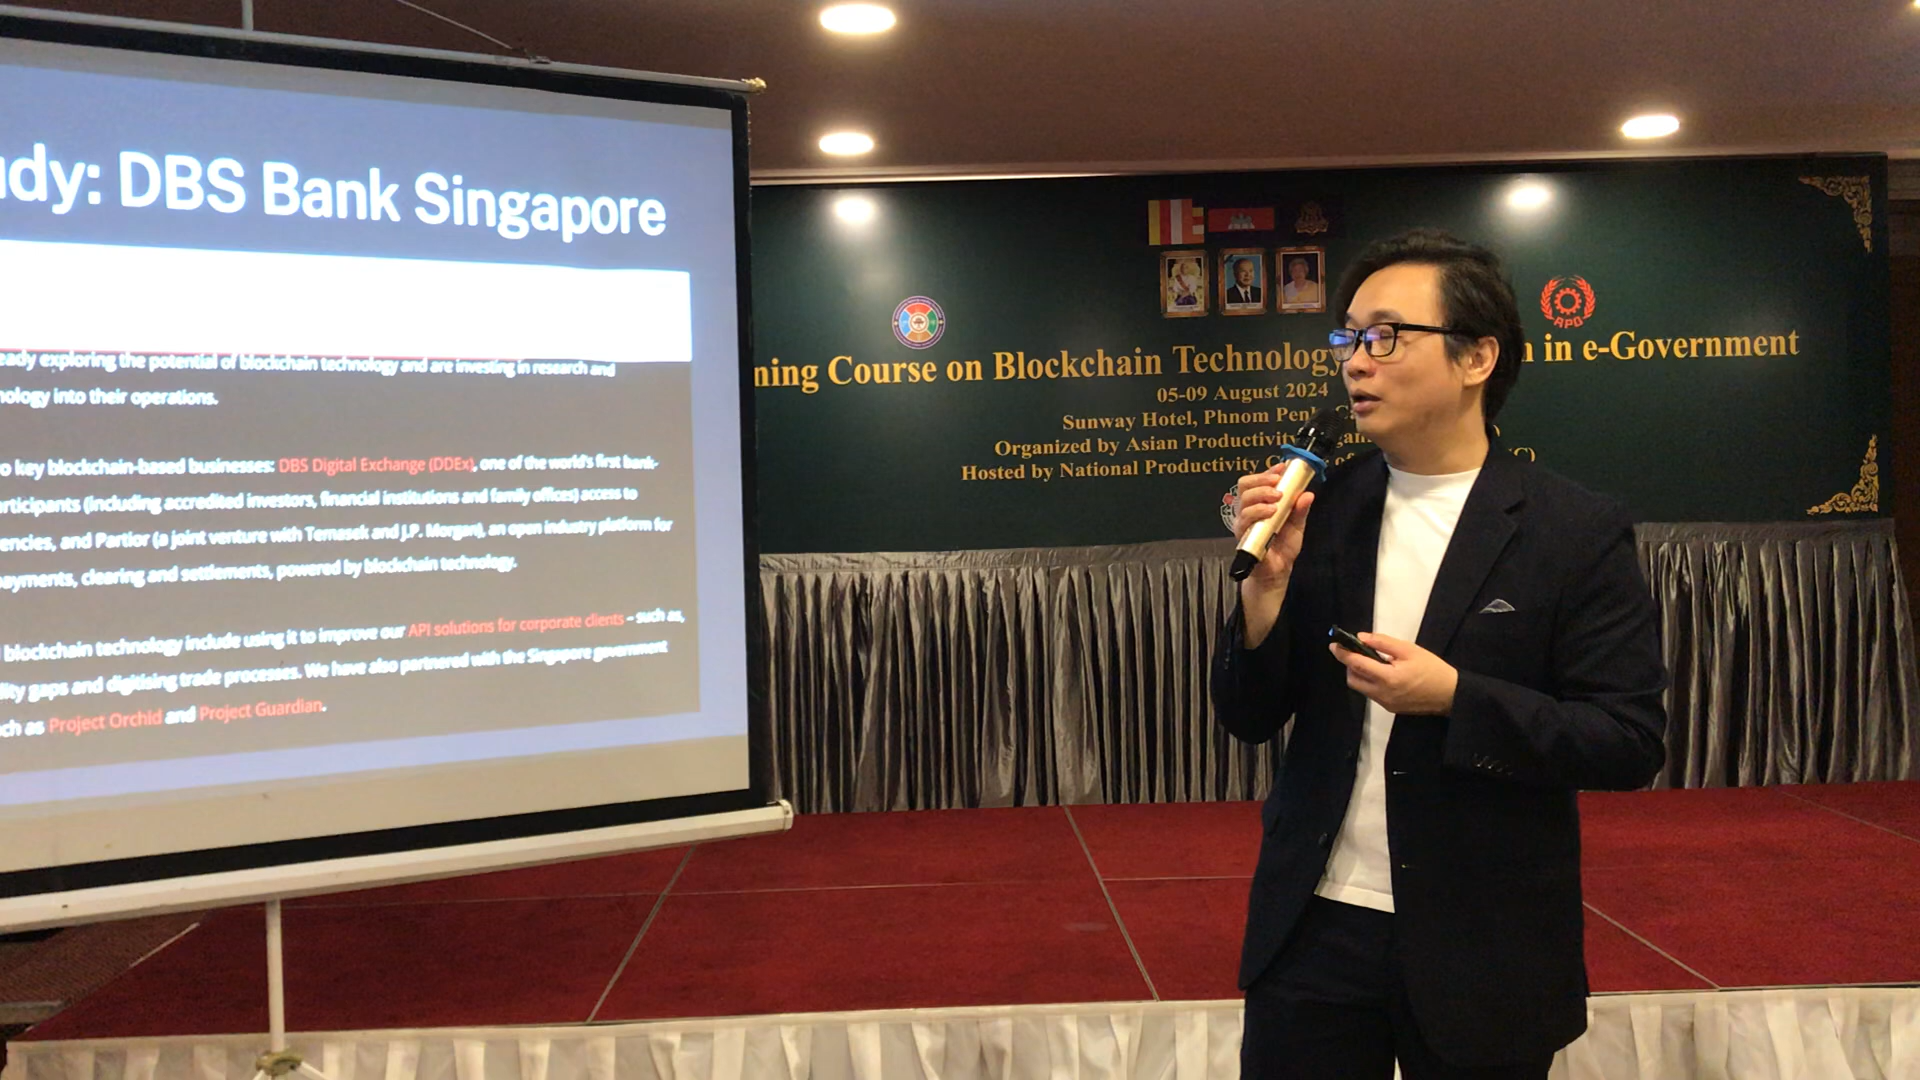 dy: DBS Bank Singapore
eady exploring the potential of blockchain technology and are investing in research and
nology into their operations.
o key blockchain-based businesses: DBS Digital Exchange (DDEx), one of the world's first bank-
articipants (including accredited investors, financial institutions and family offices) access to
encies, and Partior (a joint venture with Temasek and J.P. Morgan), an open industry platform for
payments, clearing and settlements, powered by blockchain technology.
blockchain technology include using it to improve our API solutions for corporate clients – such as,
lity gaps and digitising trade processes. We have also partnered with the Singapore government
ch as Project Orchid and Project Guardian.
ning Course on Blockchain Technology n in e-Government
05-09 August 2024
Sunway Hotel, Phnom Penh, Ca
Organized by Asian Productivity Organ
Hosted by National Productivity C of C)
APO